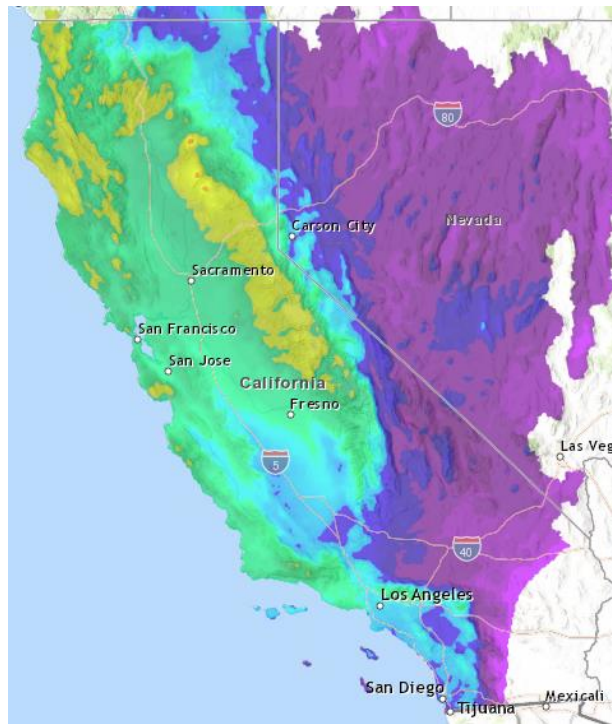 80
Carson City
Nevada
Sacramento
San Francisco
San Jose
California
Fresno
5
Las Veg
40
Los Angeles
San Diego
Tijuana
Mexicali